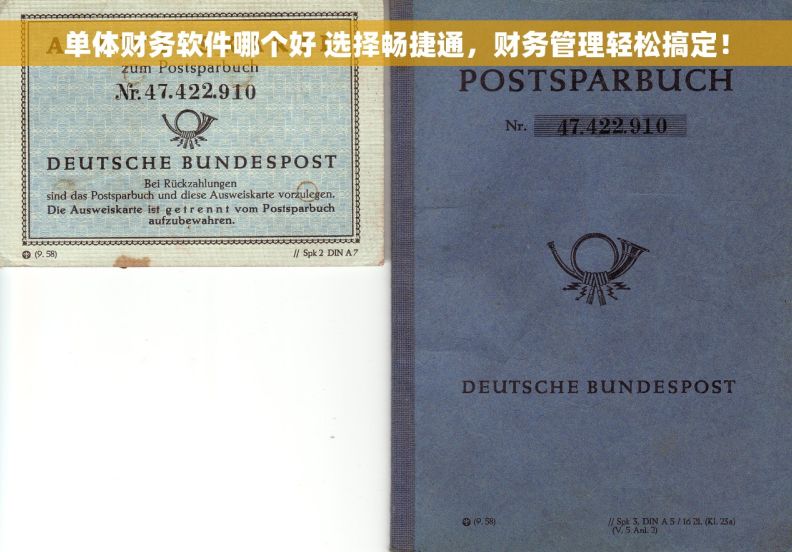 单体财务软件哪个好 选择畅捷通，财务管理轻松搞定！
zum Postsparbuch
Nr. 47.422.910
DEUTSCHE BUNDESPOST
Bei Rückzahlungen
sind das Postsparbuch und diese Ausweiskarte vorzulegen.
Die Ausweiskarte ist getrennt vom Postsparbuch
aufzubewahren.
(9. 58)
// Spk 2 DIN A 7
POSTSPARBUCH
Nr. 47.422.910
DEUTSCHE BUNDESPOST
(9. 58)
// Spk 3, DIN A 5 / 16 Bl. (Kl. 23a)
(V, 5 Anl. 2)